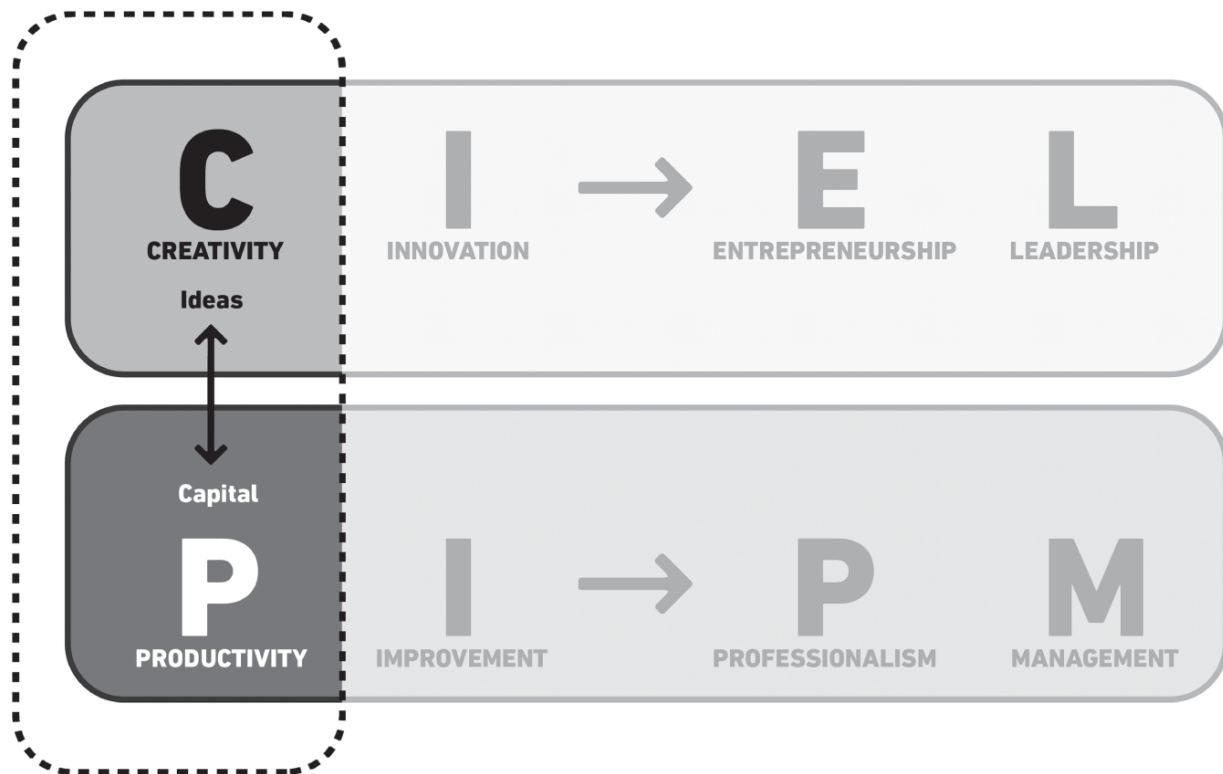 C I E L
CREATIVITY INNOVATION ENTREPRENEURSHIP LEADERSHIP
Ideas
Capital
P I P M
PRODUCTIVITY IMPROVEMENT PROFESSIONALISM MANAGEMENT